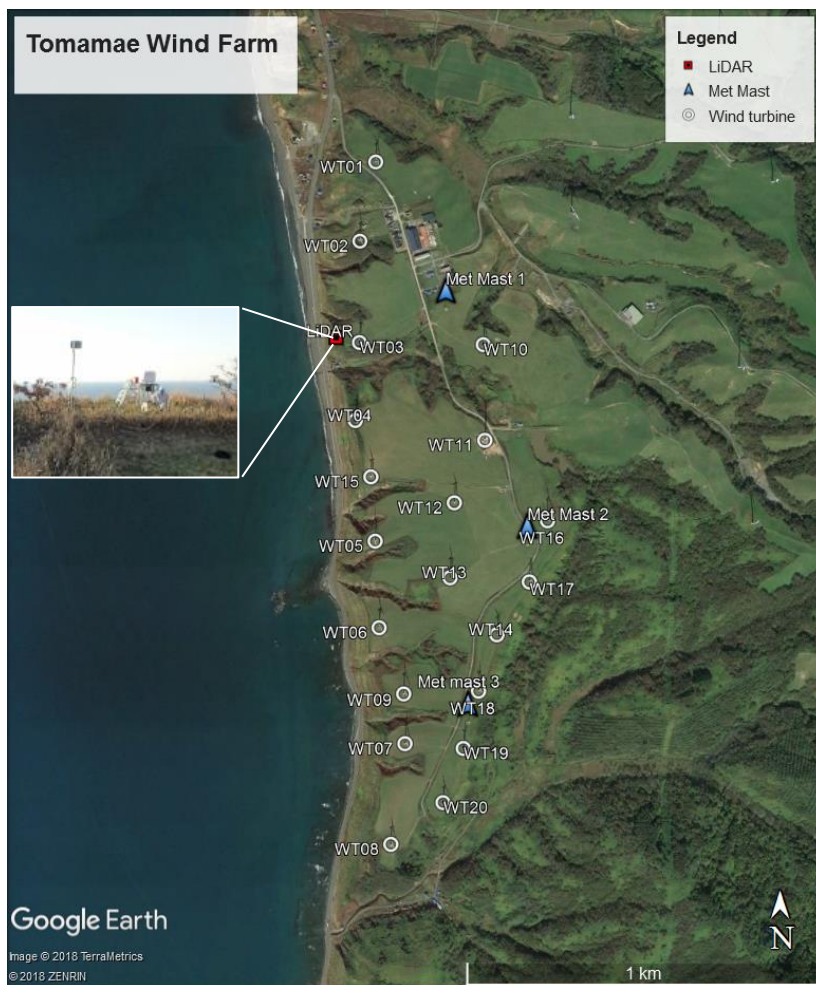 Tomamae Wind Farm
Legend
LiDAR
Met Mast
Wind turbine
WT01
WT02
Met Mast 1
LiDAR
WT03
WT10
WT04
WT11
WT15
WT12
Met Mast 2
WT16
WT05
WT13
WT17
WT06
WT14
Met mast 3
WT09
WT18
WT07
WT19
WT20
WT08
Google Earth
N
Image © 2018 TerraMetrics
© 2018 ZENRIN
1 km